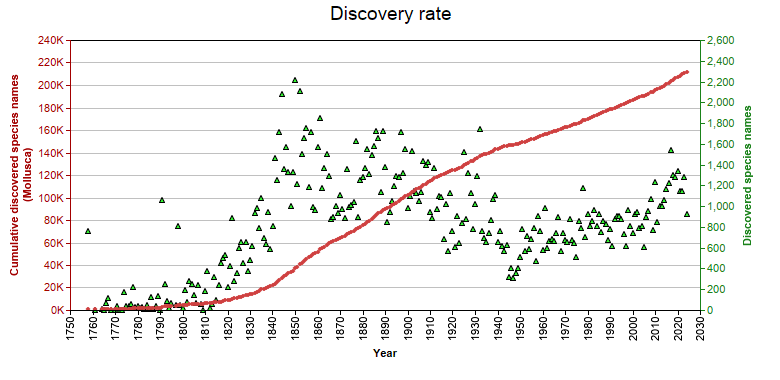 Discovery rate
240K
220K
200K
180K
160K
140K
120K
100K
80K
60K
40K
20K
0K
Cumulative discovered species names
(Mollusca)
2,600
2,400
2,200
2,000
1,800
1,600
1,400
1,200
1,000
800
600
400
200
0
Discovered species names
1750
1760
1770
1780
1790
1800
1810
1820
1830
1840
1850
1860
1870
1880
1890
1900
1910
1920
1930
1940
1950
1960
1970
1980
1990
2000
2010
2020
2030
Year